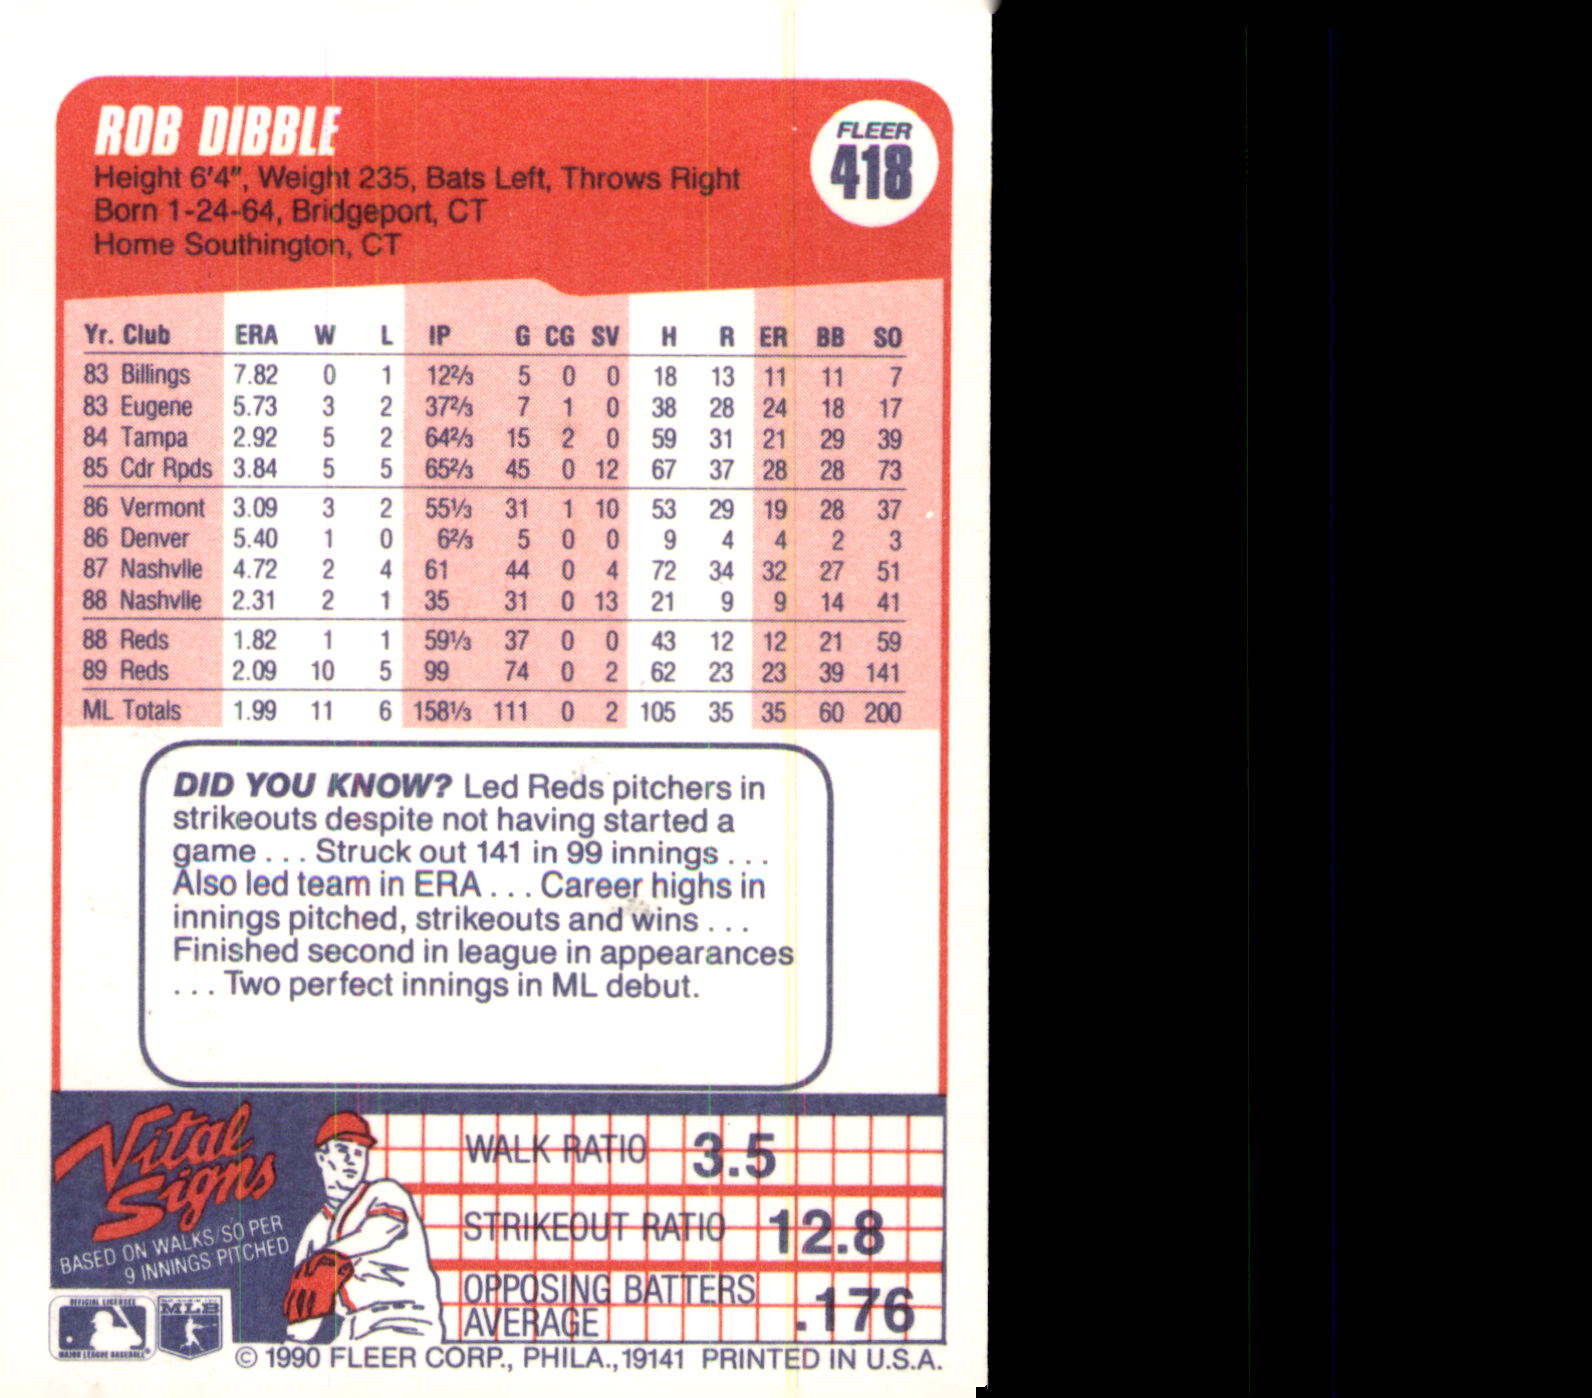 ROB DIBBLE
FLEER
418
Height 6'4", Weight 235, Bats Left, Throws Right
Born 1-24-64, Bridgeport, CT
Home Southington, CT
Yr. Club ERA W L IP G CG SV H R ER BB SO
83 Billings 7.82 0 1 12⅔ 5 0 0 18 13 11 11 7
83 Eugene 5.73 3 2 37⅔ 7 1 0 38 28 24 18 17
84 Tampa 2.92 5 2 64⅔ 15 2 0 59 31 21 29 39
85 Cdr Rpds 3.84 5 5 65⅔ 45 0 12 67 37 28 28 73
86 Vermont 3.09 3 2 55⅓ 31 1 10 53 29 19 28 37
86 Denver 5.40 1 0 6⅔ 5 0 0 9 4 4 2 3
87 Nashvlle 4.72 2 4 61 44 0 4 72 34 32 27 51
88 Nashvlle 2.31 2 1 35 31 0 13 21 9 9 14 41
88 Reds 1.82 1 1 59⅓ 37 0 0 43 12 12 21 59
89 Reds 2.09 10 5 99 74 0 2 62 23 23 39 141
ML Totals 1.99 11 6 158⅓ 111 0 2 105 35 35 60 200
DID YOU KNOW? Led Reds pitchers in
strikeouts despite not having started a
game . . . Struck out 141 in 99 innings . . .
Also led team in ERA . . . Career highs in
innings pitched, strikeouts and wins . . .
Finished second in league in appearances
. . . Two perfect innings in ML debut.
Vital
Signs
BASED ON WALKS/SO PER
9 INNINGS PITCHED
WALK RATIO 3.5
STRIKEOUT RATIO 12.8
OPPOSING BATTERS
AVERAGE .176
OFFICIAL LICENSEE
MAJOR LEAGUE BASEBALL
MLB
© 1990 FLEER CORP., PHILA., 19141 PRINTED IN U.S.A.